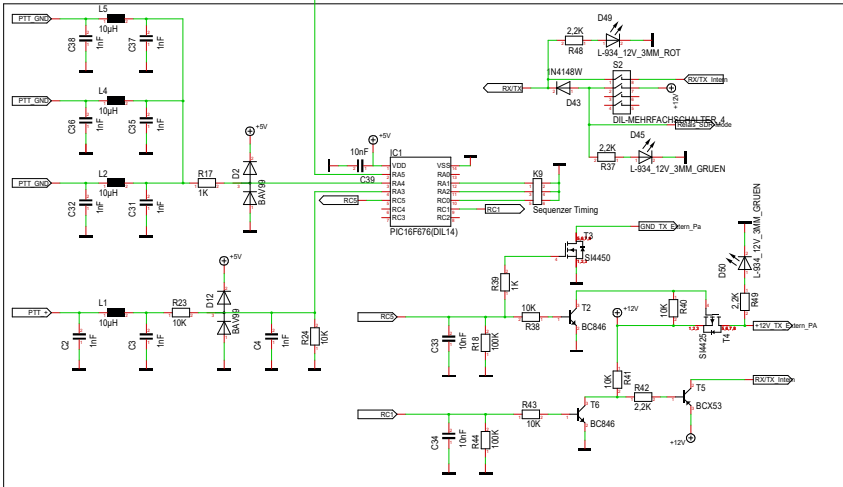 PTT_GND
L5
10µH
C38
1nF
C37
1nF
PTT_GND
L4
10µH
C36
1nF
C35
1nF
PTT_GND
L2
10µH
C32
1nF
C31
1nF
R17
1K
+5V
D2
BAV99
PTT_+
L1
10µH
C2
1nF
C3
1nF
R23
10K
+5V
D12
BAV99
C4
1nF
R24
10K
+5V
10nF
C39
IC1
VDD
RA5
RA4
RA3
RC5
RC4
RC3
VSS
RA0
RA1
RA2
RC0
RC1
RC2
PIC16F676(DIL14)
RC5
RC1
K9
Sequenzer Timing
R48
2,2K
D49
L-934_12V_3MM_ROT
RX/TX
1N4148W
D43
S2
DIL-MEHRFACHSCHALTER_4
RX/TX_Intern
+12V
Relais_SDR-Mode
2,2K
R37
D45
L-934_12V_3MM_GRUEN
GND_TX_Extern_Pa
T3
SI4450
R39
1K
RC5
C33
10nF
R18
100K
10K
R38
T2
BC846
+12V
10K
R40
SI4425
T4
D50
L-934_12V_3MM_GRUEN
2,2K
R49
+12V_TX_Extern_PA
RC1
C34
10nF
R44
100K
R43
10K
T6
BC846
10K
R41
R42
2,2K
T5
BCX53
+12V
RX/TX_Intern